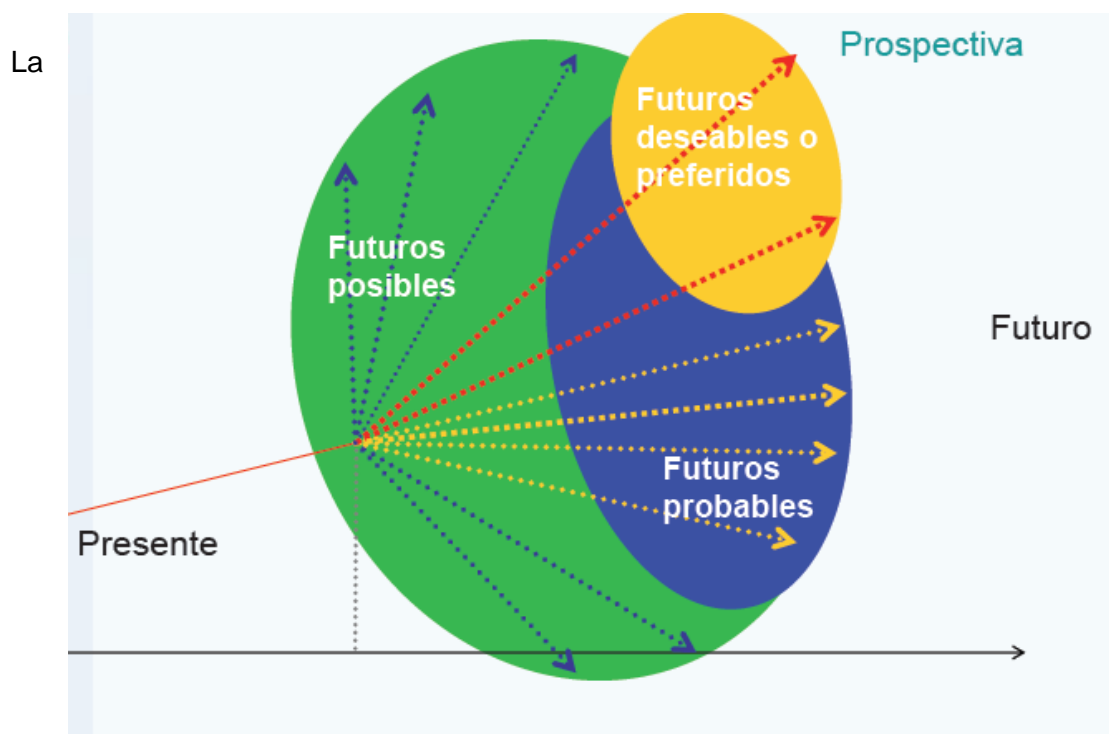 La
Prospectiva
Futuros
deseables o
preferidos
Futuros
posibles
Futuro
Futuros
probables
Presente